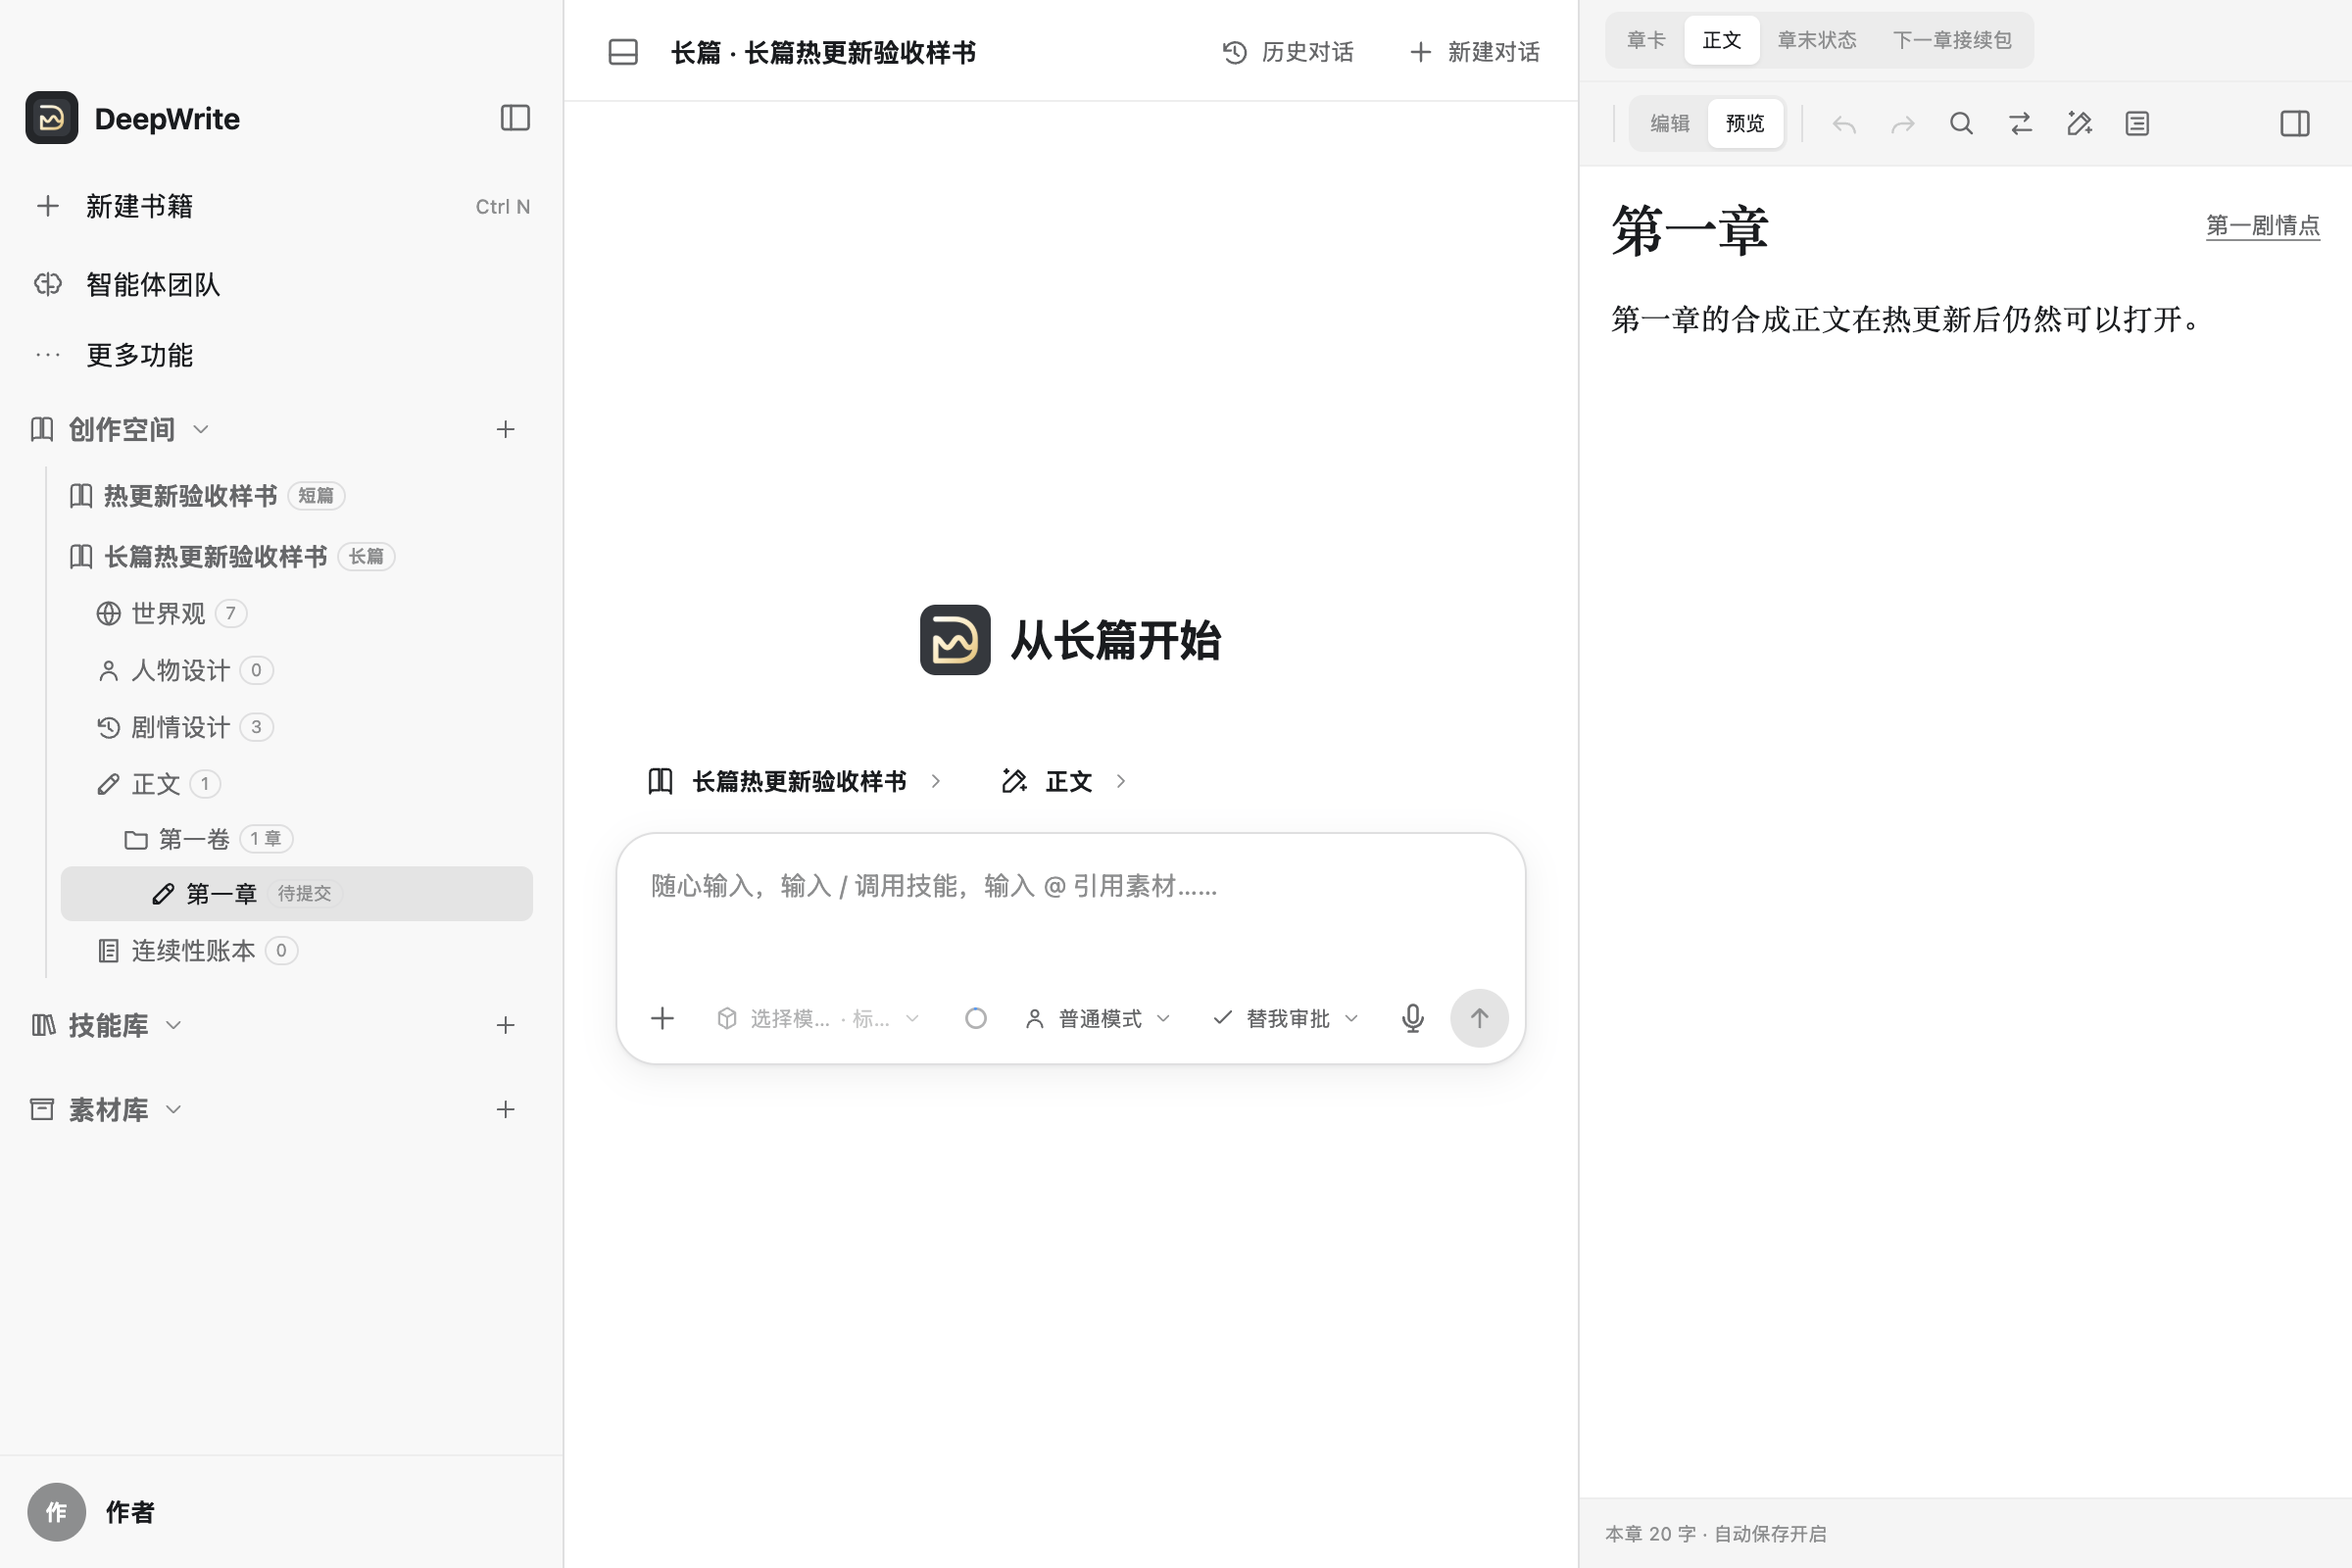 DeepWrite
新建书籍 Ctrl N
智能体团队
更多功能
创作空间
热更新验收样书 短篇
长篇热更新验收样书 长篇
世界观 7
人物设计 0
剧情设计 3
正文 1
第一卷 1 章
第一章 待提交
连续性账本 0
技能库
素材库
作 作者
长篇 · 长篇热更新验收样书 历史对话 新建对话
从长篇开始
长篇热更新验收样书 正文
随心输入，输入 / 调用技能，输入 @ 引用素材……
选择模... · 标... 普通模式 替我审批
章卡 正文 章末状态 下一章接续包
编辑 预览
第一章 第一剧情点
第一章的合成正文在热更新后仍然可以打开。
本章 20 字 · 自动保存开启